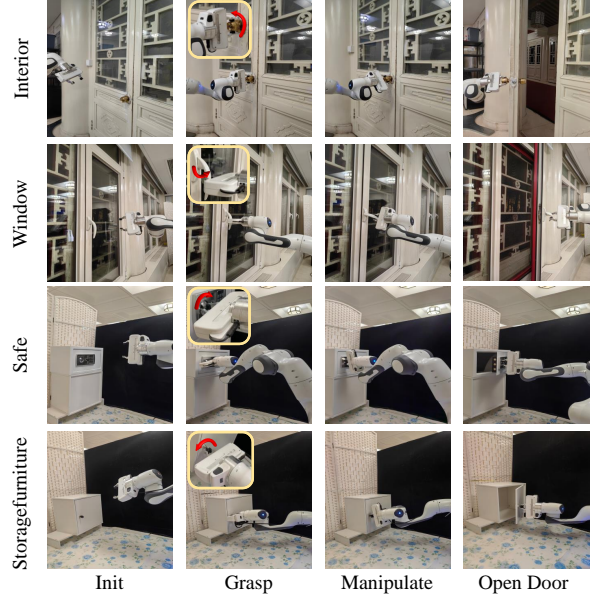 Interior
Window
Safe
Storagefurniture
Init
Grasp
Manipulate
Open Door